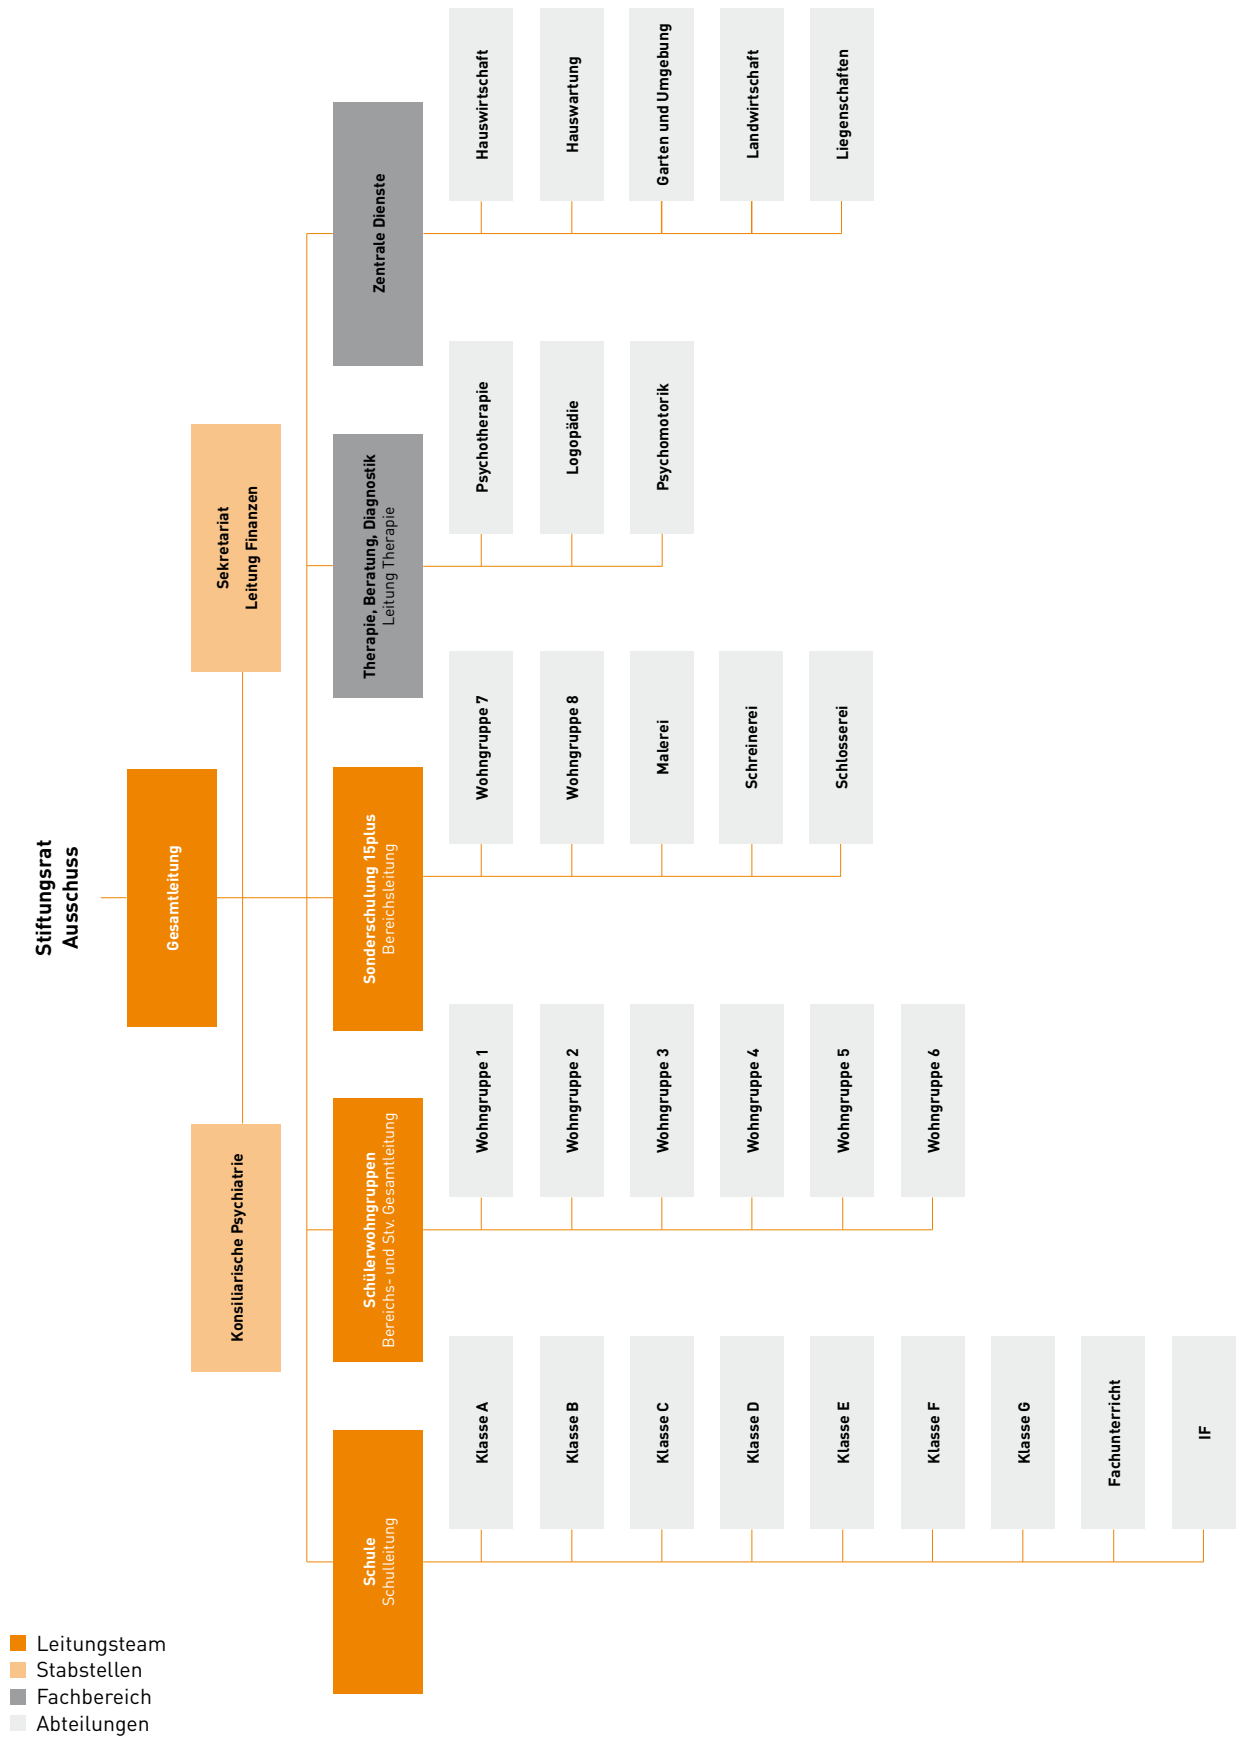 Stiftungsrat
Ausschuss
Gesamtleitung
Konsiliarische Psychiatrie
Sekretariat
Leitung Finanzen
Schule
Schulleitung
Klasse A
Klasse B
Klasse C
Klasse D
Klasse E
Klasse F
Klasse G
Fachunterricht
IF
Schülerwohngruppen
Bereichs- und Stv. Gesamtleitung
Wohngruppe 1
Wohngruppe 2
Wohngruppe 3
Wohngruppe 4
Wohngruppe 5
Wohngruppe 6
Sonderschulung 15plus
Bereichsleitung
Wohngruppe 7
Wohngruppe 8
Malerei
Schreinerei
Schlosserei
Therapie, Beratung, Diagnostik
Leitung Therapie
Psychotherapie
Logopädie
Psychomotorik
Zentrale Dienste
Hauswirtschaft
Hauswartung
Garten und Umgebung
Landwirtschaft
Liegenschaften
Leitungsteam
Stabstellen
Fachbereich
Abteilungen